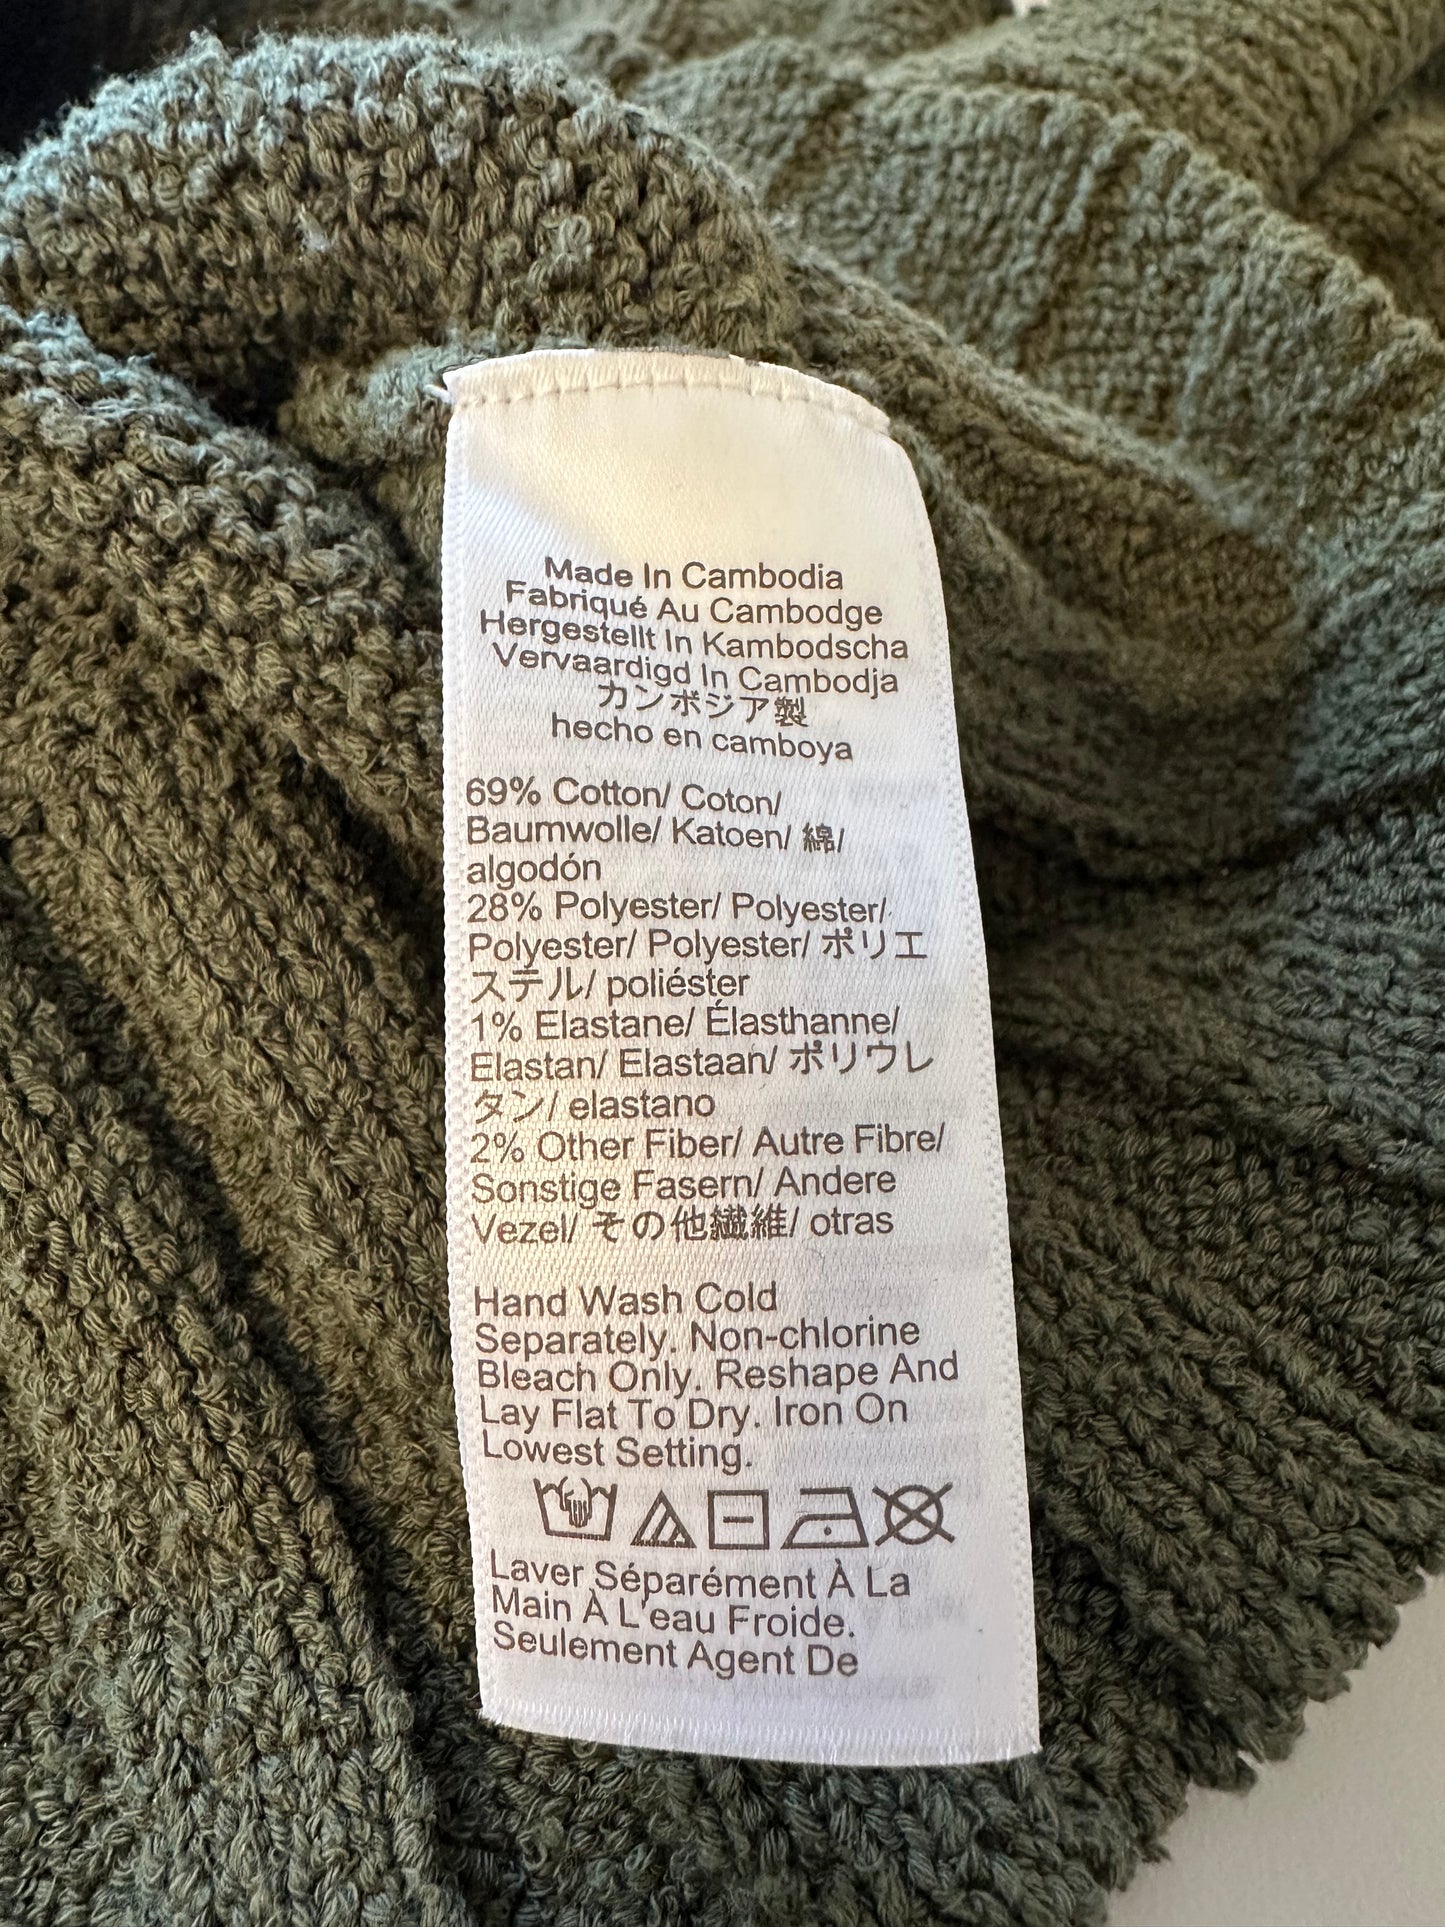 Made In Cambodia
Fabriqué Au Cambodge
Hergestellt In Kambodscha
Vervaardigd In Cambodja
カンボジア製
hecho en camboya
69% Cotton/ Coton/
Baumwolle/ Katoen/ 綿/
algodón
28% Polyester/ Polyester/
Polyester/ Polyester/ ポリエ
ステル/ poliéster
1% Elastane/ Élasthanne/
Elastan/ Elastaan/ ポリウレ
タン/ elastano
2% Other Fiber/ Autre Fibre/
Sonstige Fasern/ Andere
Vezel/ その他繊維/ otras
Hand Wash Cold
Separately. Non-chlorine
Bleach Only. Reshape And
Lay Flat To Dry. Iron On
Lowest Setting.
Laver Séparément À La
Main À L'eau Froide.
Seulement Agent De